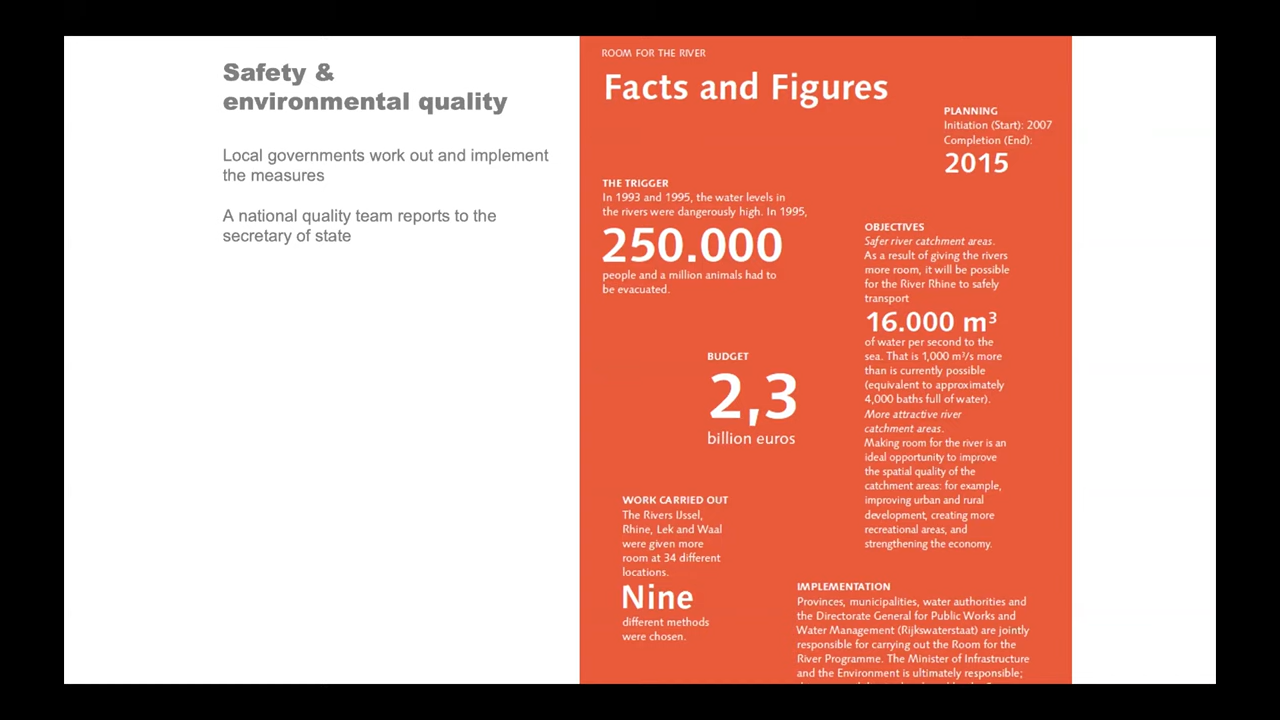 Safety &
environmental quality
Local governments work out and implement
the measures
A national quality team reports to the
secretary of state
ROOM FOR THE RIVER
Facts and Figures
PLANNING
Initiation (Start): 2007
Completion (End):
2015
THE TRIGGER
In 1993 and 1995, the water levels in
the rivers were dangerously high. In 1995,
250.000
people and a million animals had to
be evacuated.
OBJECTIVES
Safer river catchment areas.
As a result of giving the rivers
more room, it will be possible
for the River Rhine to safely
transport
16.000 m³
of water per second to the
sea. That is 1,000 m³/s more
than is currently possible
(equivalent to approximately
4,000 baths full of water).
More attractive river
catchment areas.
Making room for the river is an
ideal opportunity to improve
the spatial quality of the
catchment areas: for example,
improving urban and rural
development, creating more
recreational areas, and
strengthening the economy.
BUDGET
2,3
billion euros
WORK CARRIED OUT
The Rivers IJssel,
Rhine, Lek and Waal
were given more
room at 34 different
locations.
Nine
different methods
were chosen.
IMPLEMENTATION
Provinces, municipalities, water authorities and
the Directorate General for Public Works and
Water Management (Rijkswaterstaat) are jointly
responsible for carrying out the Room for the
River Programme. The Minister of Infrastructure
and the Environment is ultimately responsible;